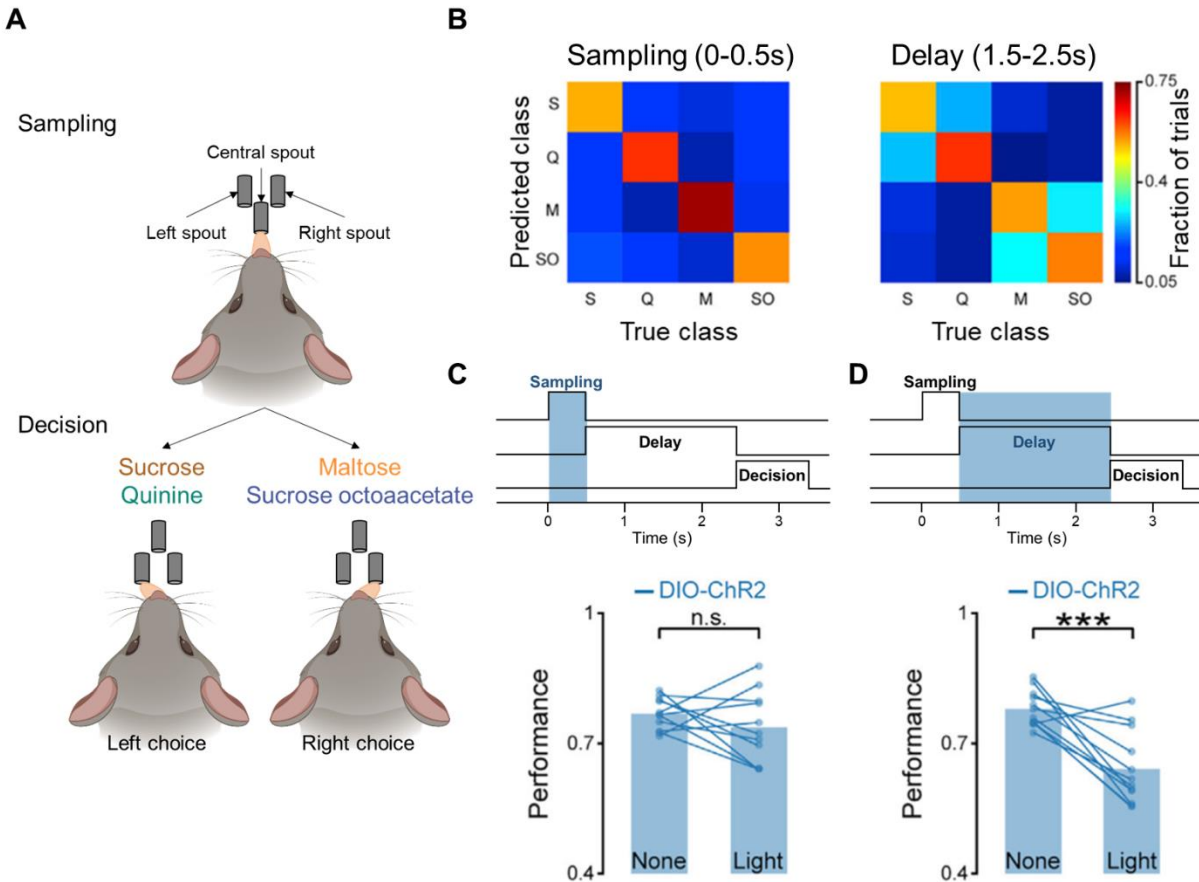 A
Sampling
Central spout
Left spout
Right spout
Decision
Sucrose
Quinine
Maltose
Sucrose octoaacetate
Left choice
Right choice
B
Sampling (0-0.5s)
Delay (1.5-2.5s)
Predicted class
S
Q
M
SO
S Q M SO
True class
S Q M SO
True class
0.75
0.4
0.05
Fraction of trials
C
Sampling
Delay
Decision
0 1 2 3
Time (s)
DIO-ChR2
n.s.
Performance
1
0.7
0.4
None Light
D
Sampling
Delay
Decision
0 1 2 3
Time (s)
DIO-ChR2
***
Performance
1
0.7
0.4
None Light